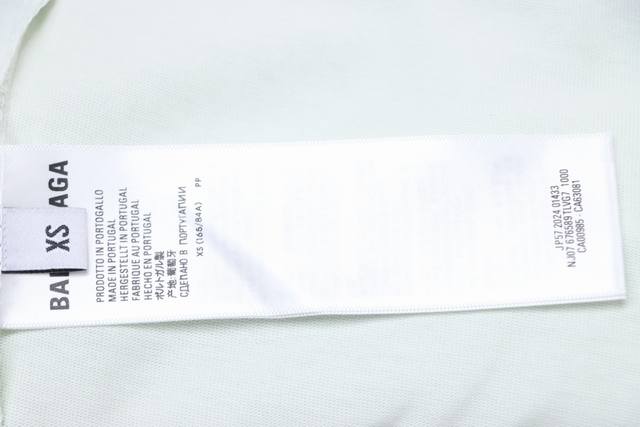 BAL AGA
XS
PRODOTTO IN PORTOGALLO
MADE IN PORTUGAL
HERGESTELLT IN PORTUGAL
FABRIQUE AU PORTUGAL
HECHO EN PORTUGAL
ポルトガル製
产地:葡萄牙
СДЕЛАНО В ПОРТУГАЛИИ
XS (165/84A) PP
JP57 2024 01433
NJ07 676589 TLVG7 1000
CA00985 - CA63081